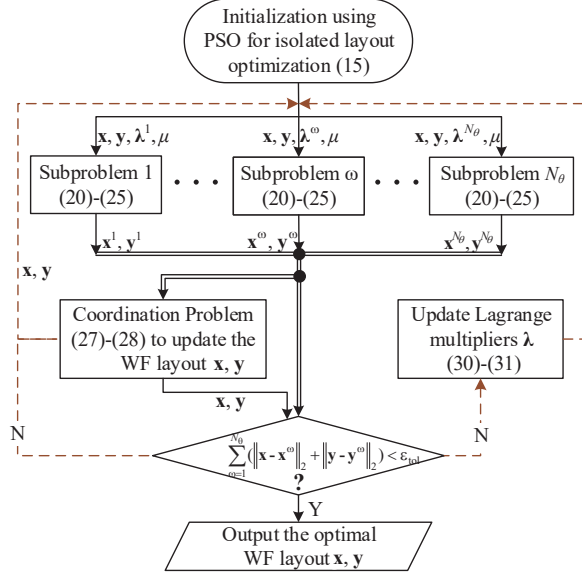 Initialization using
PSO for isolated layout
optimization (15)
x, y, λ¹, μ
x, y, λ^ω, μ
x, y, λ^{N_θ}, μ
Subproblem 1
(20)-(25)
· · ·
Subproblem ω
(20)-(25)
· · ·
Subproblem N_θ
(20)-(25)
x¹, y¹
x^ω, y^ω
x^{N_θ}, y^{N_θ}
x, y
Coordination Problem
(27)-(28) to update the
WF layout x, y
Update Lagrange
multipliers λ
(30)-(31)
x, y
N
N
∑_{ω=1}^{N_θ}(‖x - x^ω‖₂ + ‖y - y^ω‖₂) < ε_tol
?
Y
Output the optimal
WF layout x, y